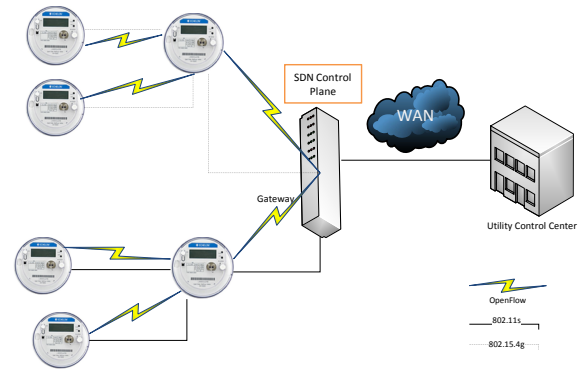 SDN Control
Plane
WAN
Gateway
Utility Control Center
OpenFlow
802.11s
802.15.4g